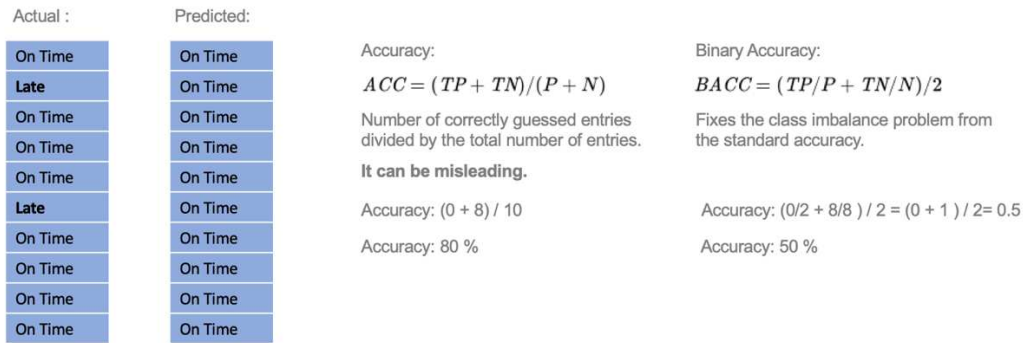 Actual :
On Time
Late
On Time
On Time
On Time
Late
On Time
On Time
On Time
On Time
Predicted:
On Time
On Time
On Time
On Time
On Time
On Time
On Time
On Time
On Time
On Time
Accuracy:
ACC = (TP + TN)/(P + N)
Number of correctly guessed entries
divided by the total number of entries.
It can be misleading.
Accuracy: (0 + 8) / 10
Accuracy: 80 %
Binary Accuracy:
BACC = (TP/P + TN/N)/2
Fixes the class imbalance problem from
the standard accuracy.
Accuracy: (0/2 + 8/8 ) / 2 = (0 + 1 ) / 2= 0.5
Accuracy: 50 %